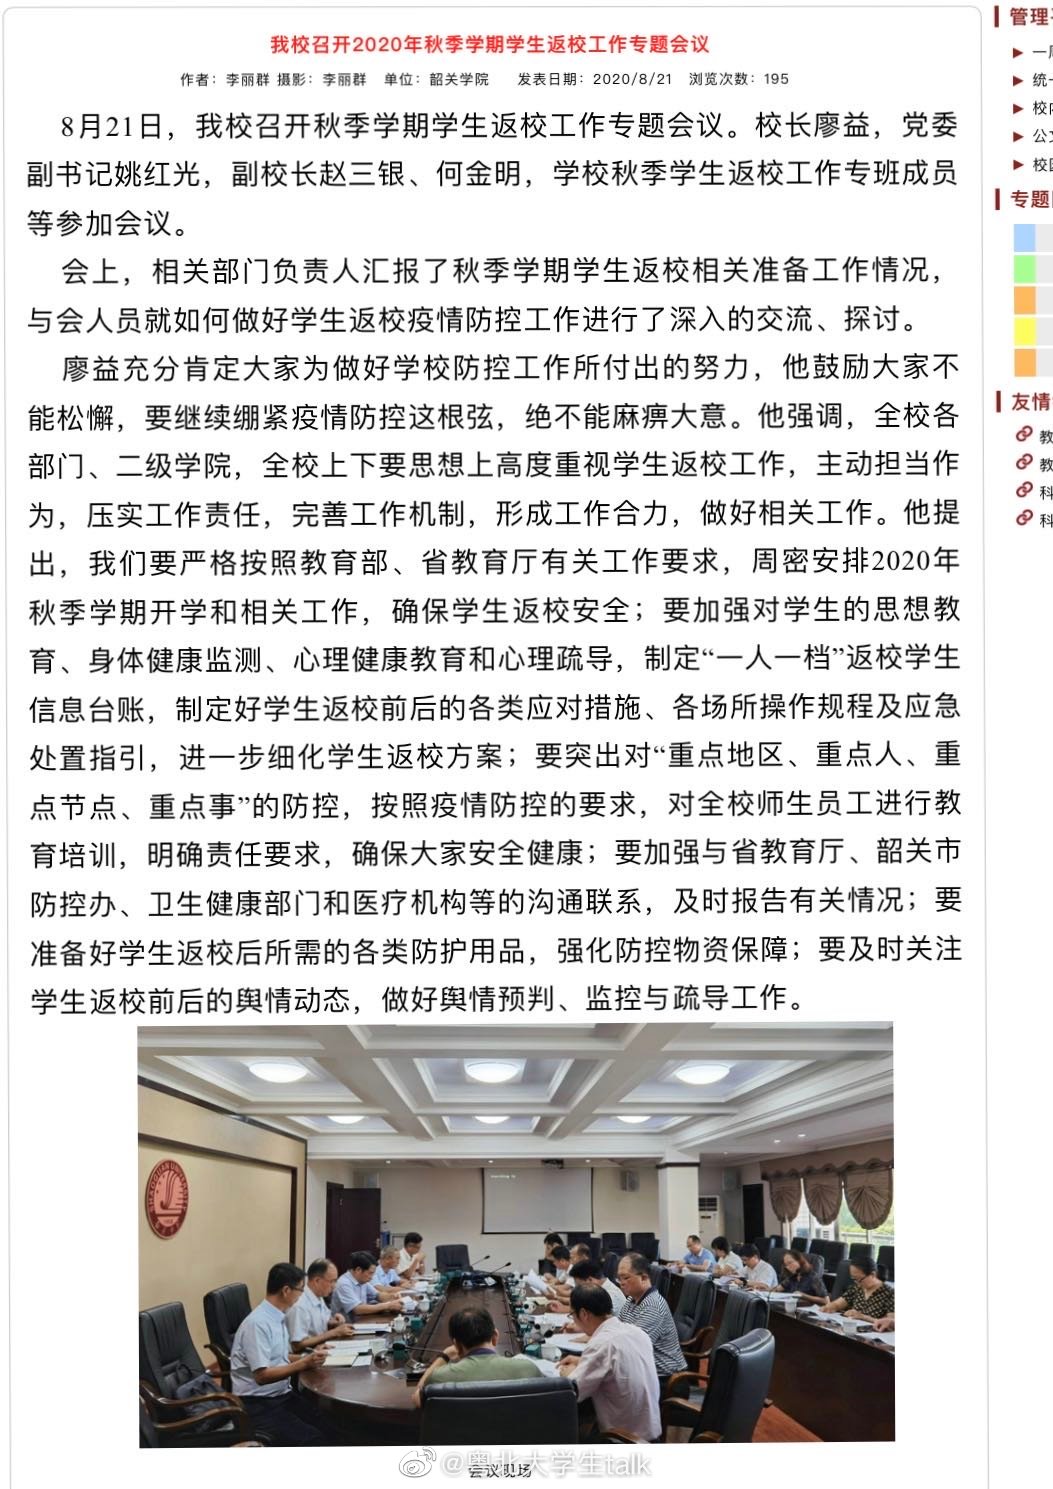 我校召开2020年秋季学期学生返校工作专题会议
作者：李丽群 摄影：李丽群 单位：韶关学院 发表日期：2020/8/21 浏览次数：195
8月21日，我校召开秋季学期学生返校工作专题会议。校长廖益，党委
副书记姚红光，副校长赵三银、何金明，学校秋季学生返校工作专班成员
等参加会议。
会上，相关部门负责人汇报了秋季学期学生返校相关准备工作情况，
与会人员就如何做好学生返校疫情防控工作进行了深入的交流、探讨。
廖益充分肯定大家为做好学校防控工作所付出的努力，他鼓励大家不
能松懈，要继续绷紧疫情防控这根弦，绝不能麻痹大意。他强调，全校各
部门、二级学院，全校上下要思想上高度重视学生返校工作，主动担当作
为，压实工作责任，完善工作机制，形成工作合力，做好相关工作。他提
出，我们要严格按照教育部、省教育厅有关工作要求，周密安排2020年
秋季学期开学和相关工作，确保学生返校安全；要加强对学生的思想教
育、身体健康监测、心理健康教育和心理疏导，制定“一人一档”返校学生
信息台账，制定好学生返校前后的各类应对措施、各场所操作规程及应急
处置指引，进一步细化学生返校方案；要突出对“重点地区、重点人、重
点节点、重点事”的防控，按照疫情防控的要求，对全校师生员工进行教
育培训，明确责任要求，确保大家安全健康；要加强与省教育厅、韶关市
防控办、卫生健康部门和医疗机构等的沟通联系，及时报告有关情况；要
准备好学生返校后所需的各类防护用品，强化防控物资保障；要及时关注
学生返校前后的舆情动态，做好舆情预判、监控与疏导工作。
会议现场
@粤北大学生talk
管理
一
统一
校内
公
校
专题
友情
教
教
科
科